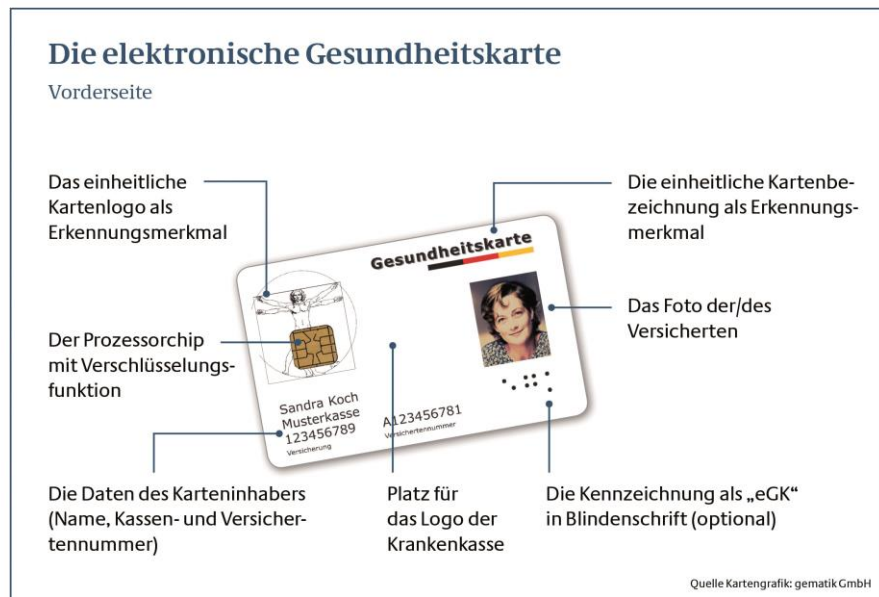 Die elektronische Gesundheitskarte
Vorderseite
Das einheitliche
Kartenlogo als
Erkennungsmerkmal
Die einheitliche Kartenbe-
zeichnung als Erkennungs-
merkmal
Gesundheitskarte
Das Foto der/des
Versicherten
Der Prozessorchip
mit Verschlüsselungs-
funktion
Sandra Koch
Musterkasse
123456789
Versicherung
A123456781
Versichertennummer
Die Daten des Karteninhabers
(Name, Kassen- und Versicher-
tennummer)
Platz für
das Logo der
Krankenkasse
Die Kennzeichnung als „eGK“
in Blindenschrift (optional)
Quelle Kartengrafik: gematik GmbH